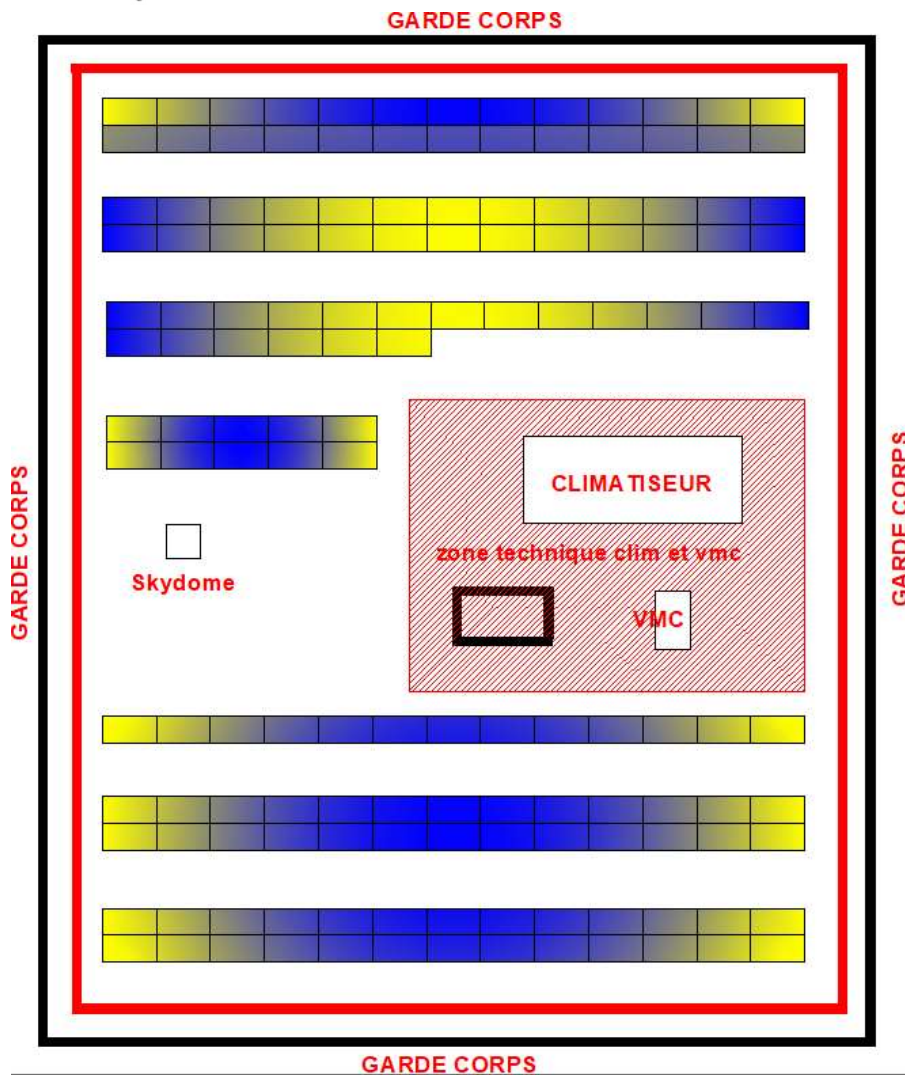 GARDE CORPS
GARDE CORPS
GARDE CORPS
CLIMATISEUR
zone technique clim et vmc
Skydome
VMC
GARDE CORPS